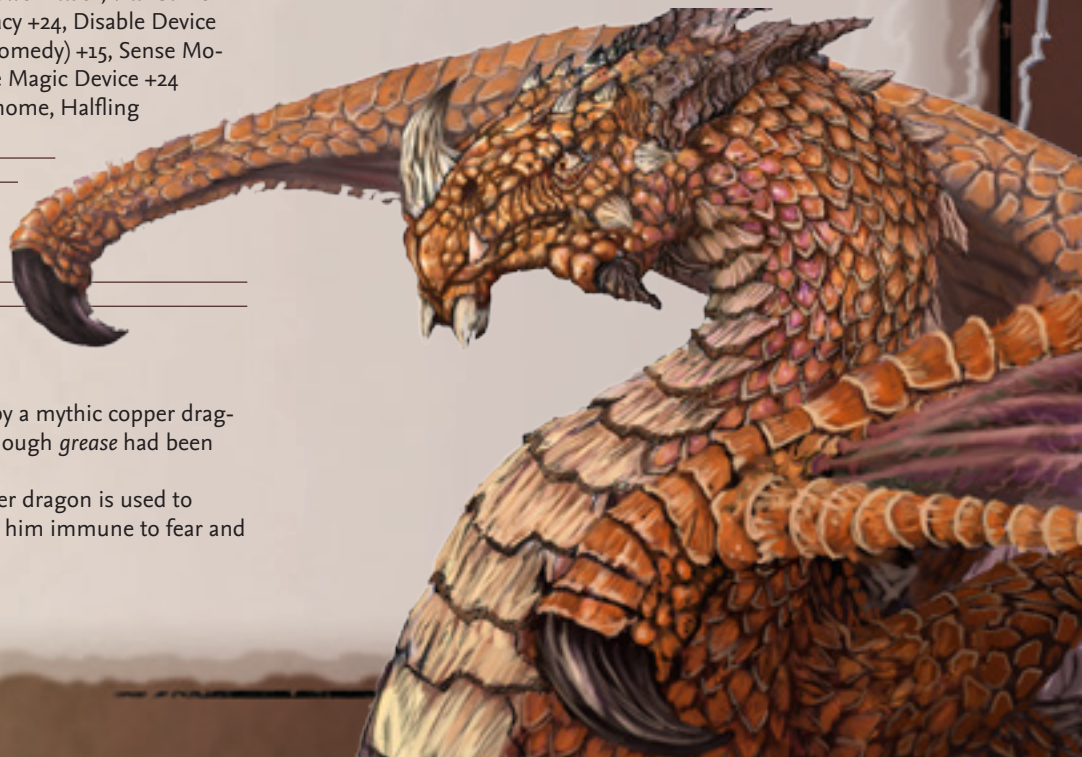 cy +24, Disable Device
omedy) +15, Sense Mo-
Magic Device +24
nome, Halfling
by a mythic copper drag-
ough grease had been
er dragon is used to
him immune to fear and